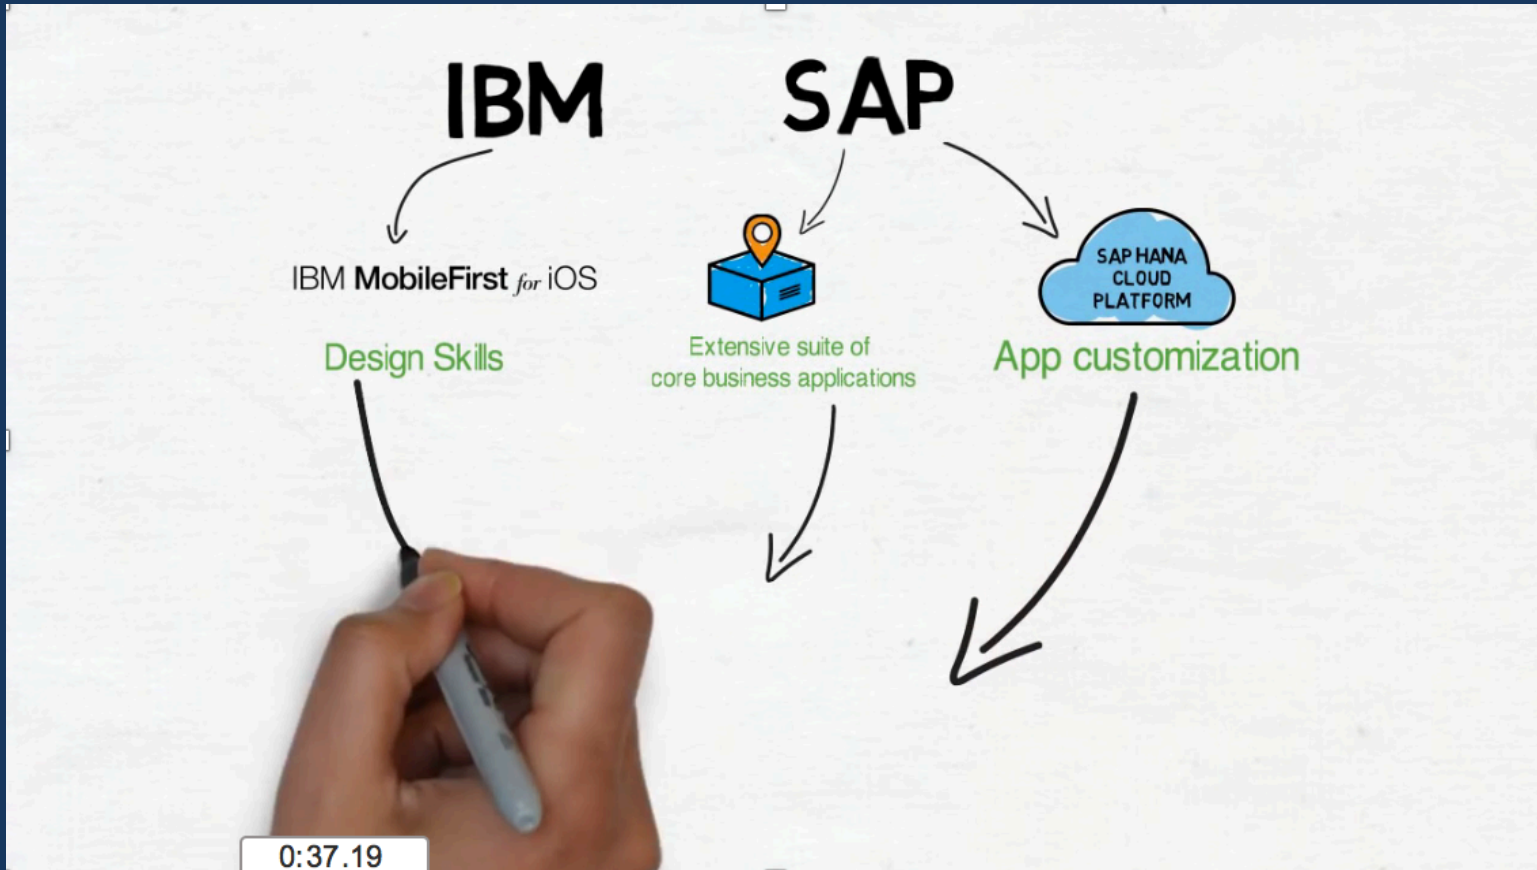 IBM
SAP
IBM MobileFirst for iOS
SAP HANA
CLOUD
PLATFORM
Design Skills
Extensive suite of
core business applications
App customization
0:37.19